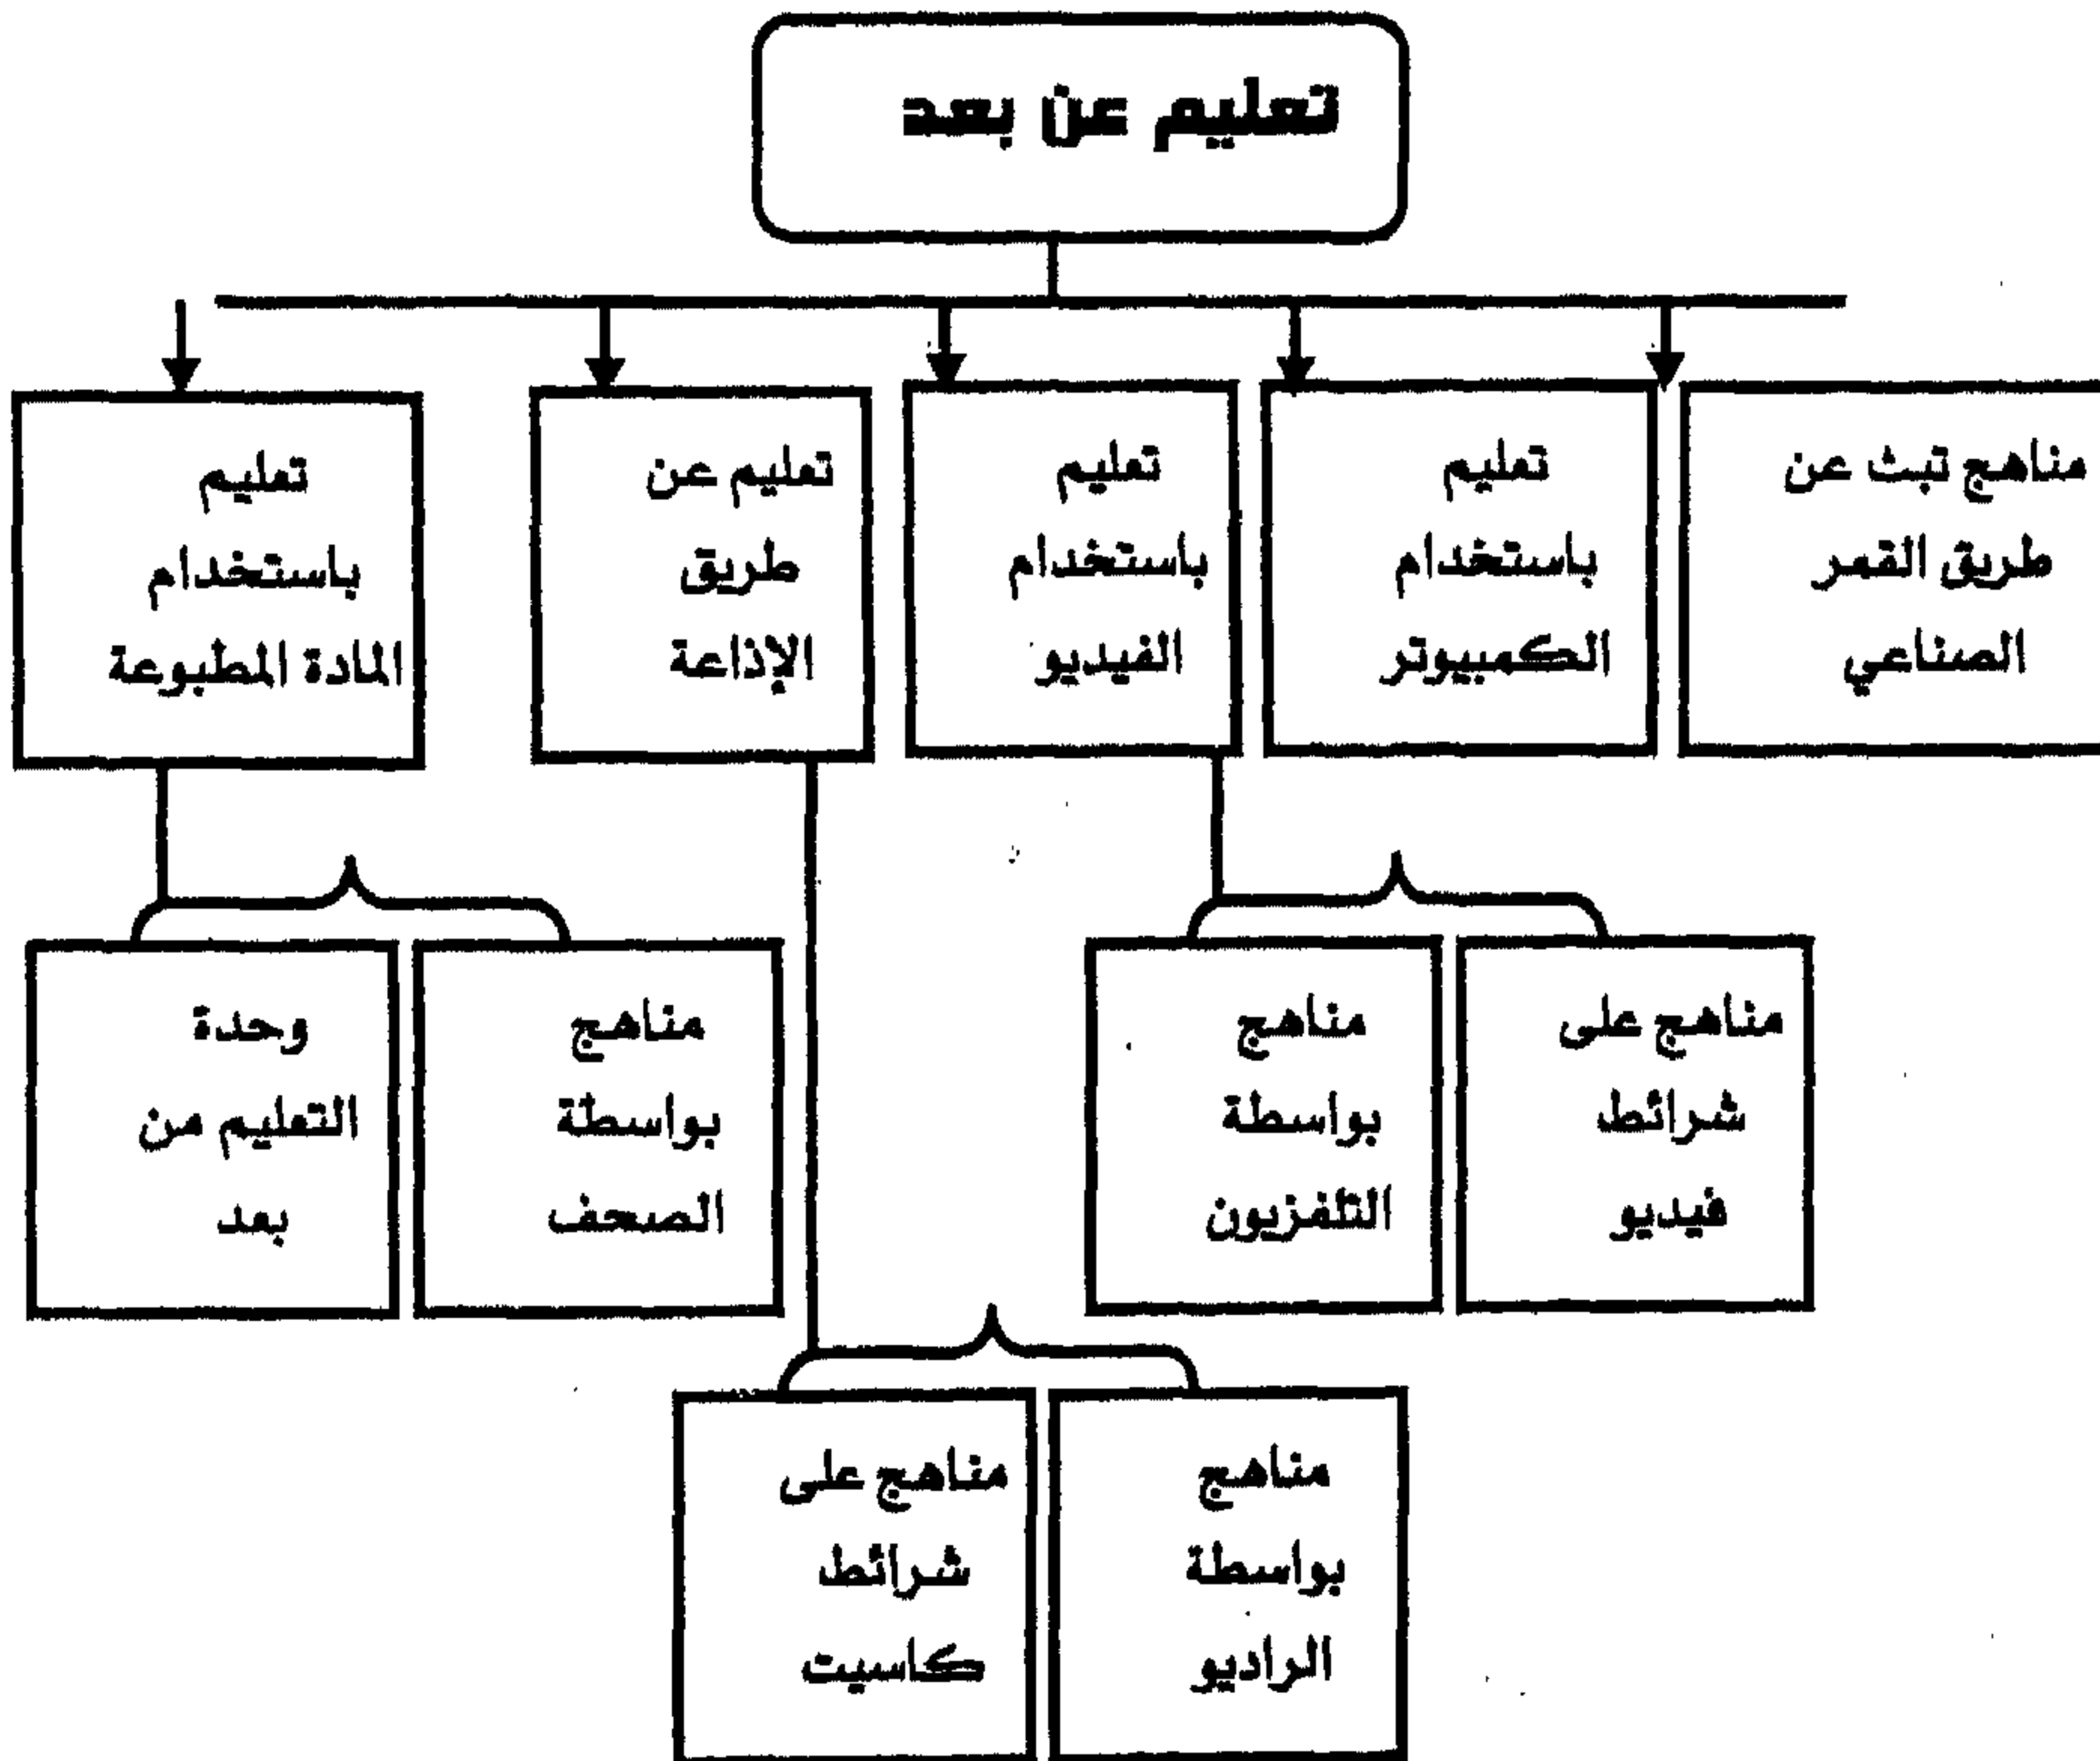 تعليم عن بعد
مناهج تبث عن
طريق القمر
الصناعي
تعليم
باستخدام
الكمبيوتر
تعليم
باستخدام
الفيديو
تعليم عن
طريق
الإذاعة
تعليم
باستخدام
المادة المطبوعة
مناهج على
شرائط
فيديو
مناهج
بواسطة
التلفزيون
مناهج
بواسطة
الصحف
وحدة
التعليم من
بعد
مناهج
بواسطة
الراديو
مناهج على
شرائط
كاسيت